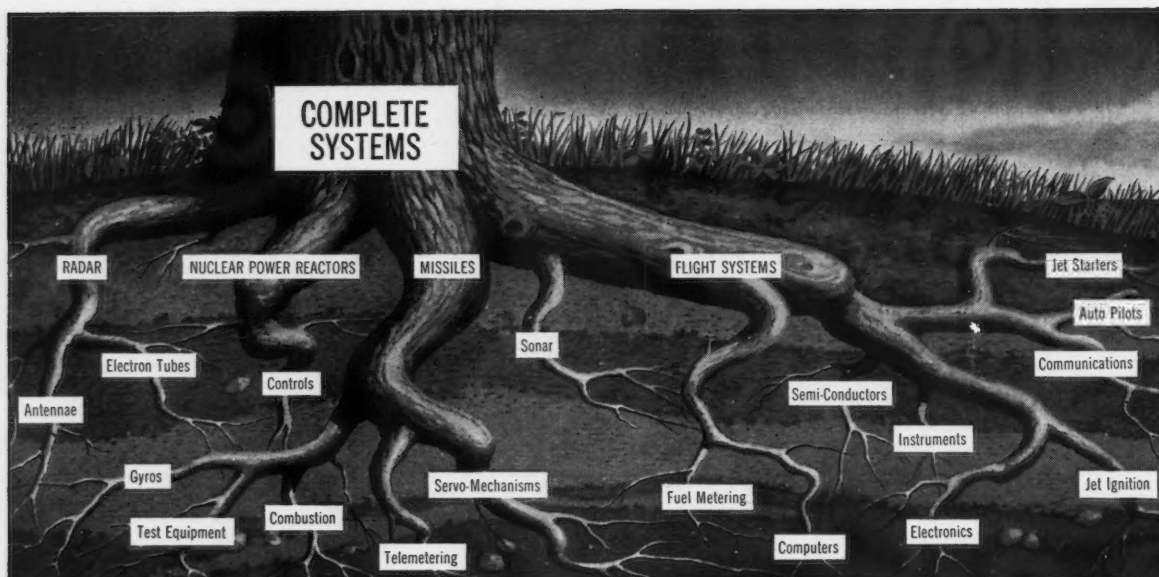 COMPLETE
SYSTEMS
RADAR
NUCLEAR POWER REACTORS
MISSILES
FLIGHT SYSTEMS
Jet Starters
Auto Pilots
Sonar
Electron Tubes
Controls
Communications
Semi-Conductors
Antennae
Instruments
Gyros
Servo-Mechanisms
Jet Ignition
Fuel Metering
Test Equipment
Combustion
Electronics
Telemetering
Computers